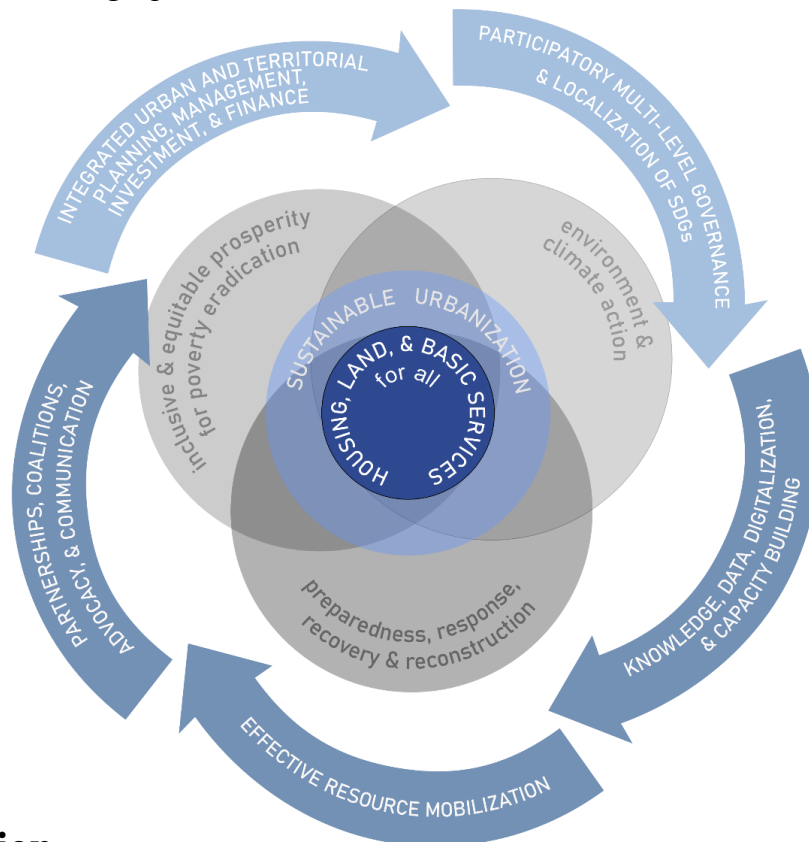 INTEGRATED URBAN AND TERRITORIAL
PLANNING, MANAGEMENT,
INVESTMENT, & FINANCE
PARTICIPATORY MULTI-LEVEL GOVERNANCE
& LOCALIZATION OF SDGs
inclusive & equitable prosperity
for poverty eradication
environment &
climate action
SUSTAINABLE URBANIZATION
HOUSING, LAND, & BASIC SERVICES
for all
preparedness, response,
recovery & reconstruction
KNOWLEDGE, DATA, DIGITALIZATION,
& CAPACITY BUILDING
EFFECTIVE RESOURCE MOBILIZATION
PARTNERSHIPS, COALITIONS,
ADVOCACY, & COMMUNICATION